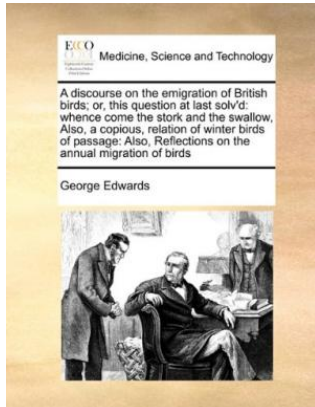 ECCO
Medicine, Science and Technology
A discourse on the emigration of British
birds; or, this question at last solv'd:
whence come the stork and the swallow,
Also, a copious, relation of winter birds
of passage: Also, Reflections on the
annual migration of birds
George Edwards